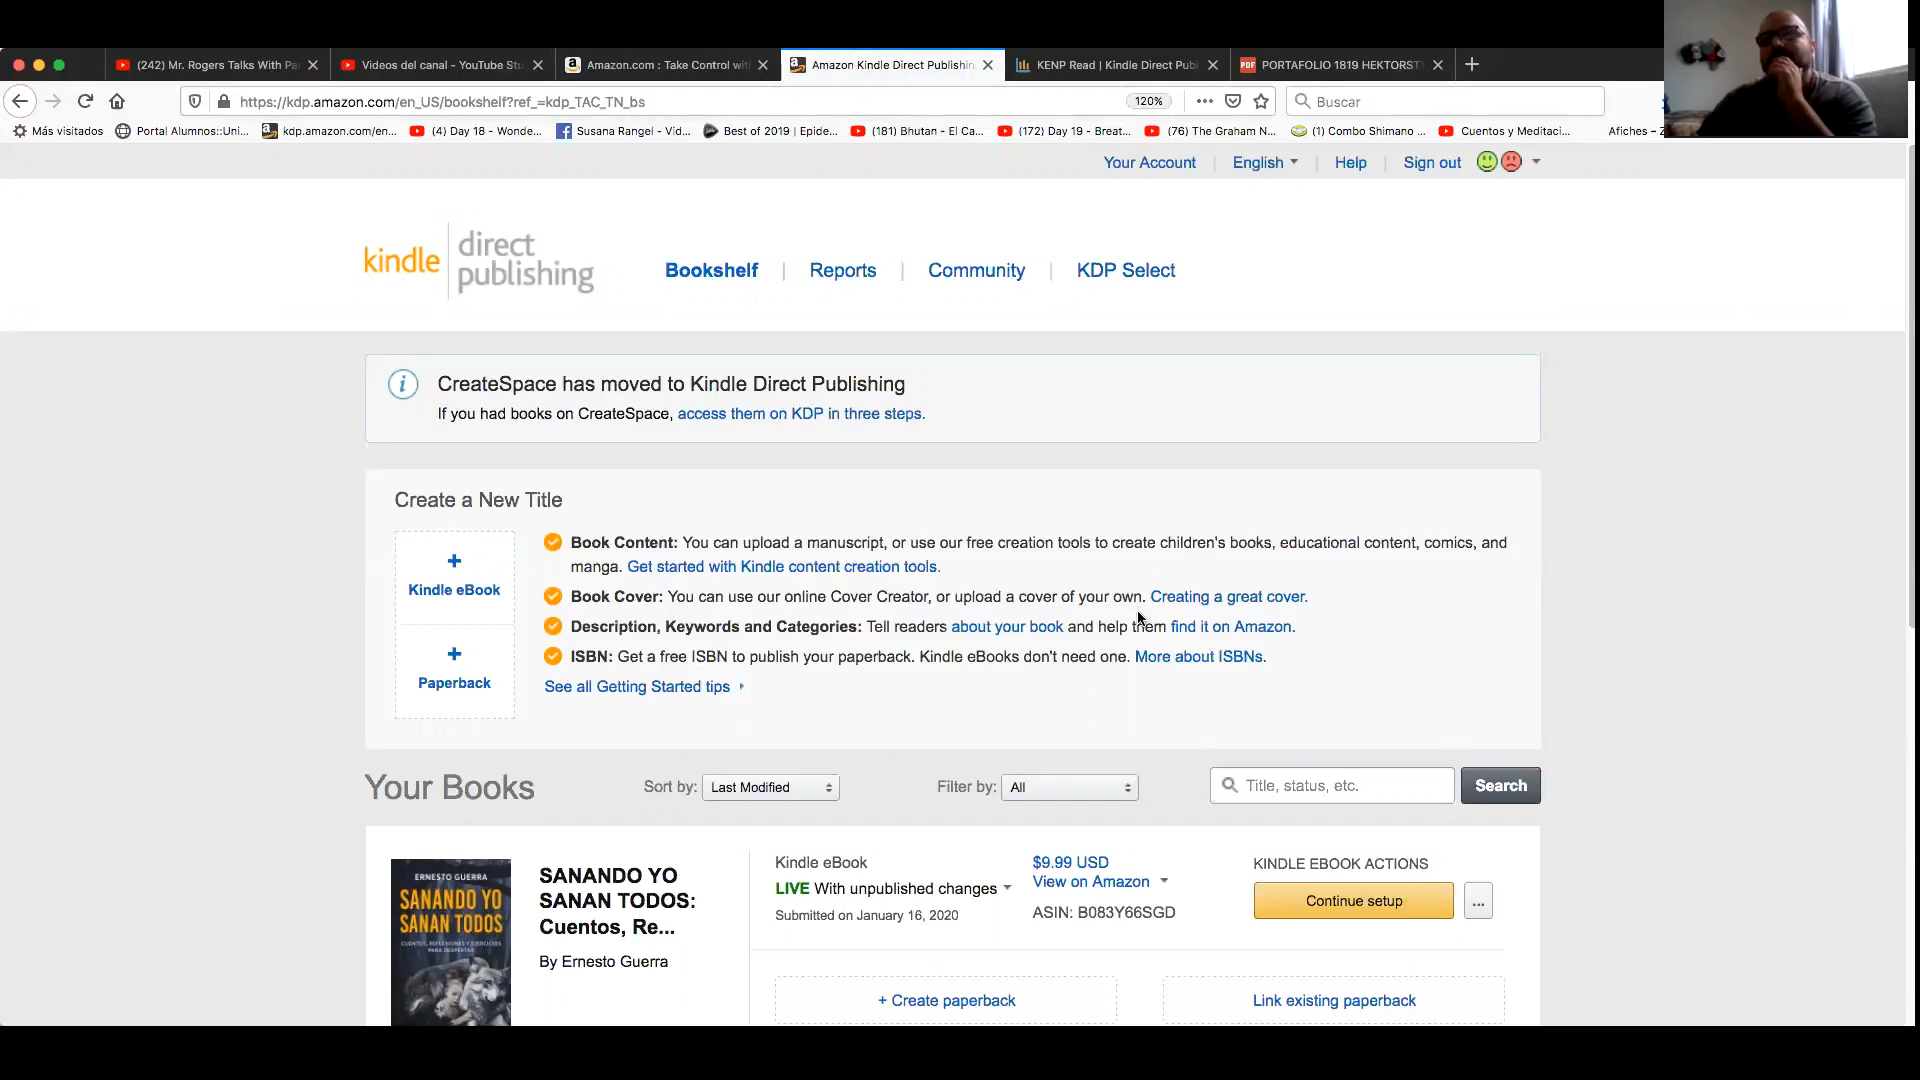 (242) Mr. Rogers Talks With Pa
Videos del canal - YouTube Stu
Amazon.com : Take Control wit
Amazon Kindle Direct Publishin
KENP Read | Kindle Direct Publ
PDF PORTAFOLIO 1819 HEKTORST
https://kdp.amazon.com/en_US/bookshelf?ref_=kdp_TAC_TN_bs
120%
Buscar
Más visitados
Portal Alumnos::Uni...
kdp.amazon.com/en...
(4) Day 18 - Wonde...
Susana Rangel - Vid...
Best of 2019 | Epide...
(181) Bhutan - El Ca...
(172) Day 19 - Breat...
(76) The Graham N...
(1) Combo Shimano ...
Cuentos y Meditaci...
Afiches – Z
Your Account
English
Help
Sign out
kindle direct publishing
Bookshelf
Reports
Community
KDP Select
CreateSpace has moved to Kindle Direct Publishing
If you had books on CreateSpace, access them on KDP in three steps.
Create a New Title
+
Kindle eBook
+
Paperback
Book Content: You can upload a manuscript, or use our free creation tools to create children's books, educational content, comics, and
manga. Get started with Kindle content creation tools.
Book Cover: You can use our online Cover Creator, or upload a cover of your own. Creating a great cover.
Description, Keywords and Categories: Tell readers about your book and help them find it on Amazon.
ISBN: Get a free ISBN to publish your paperback. Kindle eBooks don't need one. More about ISBNs.
See all Getting Started tips
Your Books
Sort by: Last Modified
Filter by: All
Title, status, etc.
Search
ERNESTO GUERRA
SANANDO YO
SANAN TODOS
CUENTOS, REFLEXIONES Y EJERCICIOS
PARA DESPERTAR
SANANDO YO
SANAN TODOS:
Cuentos, Re...
By Ernesto Guerra
Kindle eBook
LIVE With unpublished changes
Submitted on January 16, 2020
$9.99 USD
View on Amazon
ASIN: B083Y66SGD
KINDLE EBOOK ACTIONS
Continue setup
...
+ Create paperback
Link existing paperback